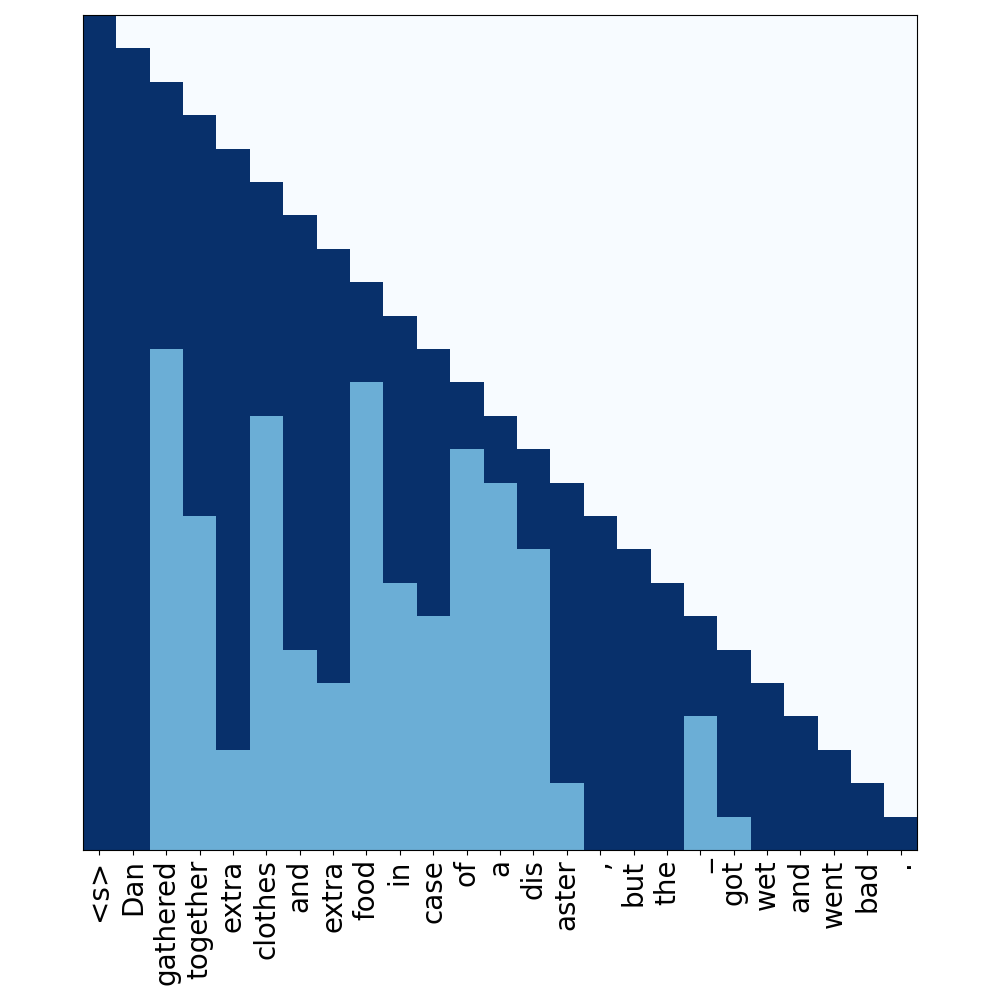 <s>
Dan
gathered
together
extra
clothes
and
extra
food
in
case
of
a
dis
aster
,
but
the
_
got
wet
and
went
bad
.